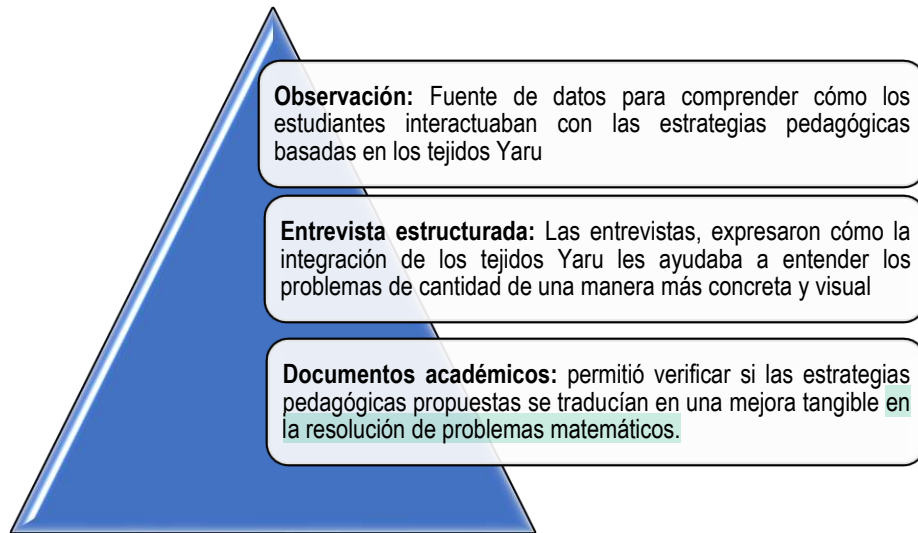 Observación: Fuente de datos para comprender cómo los
estudiantes interactuaban con las estrategias pedagógicas
basadas en los tejidos Yaru
Entrevista estructurada: Las entrevistas, expresaron cómo la
integración de los tejidos Yaru les ayudaba a entender los
problemas de cantidad de una manera más concreta y visual
Documentos académicos: permitió verificar si las estrategias
pedagógicas propuestas se traducían en una mejora tangible en
la resolución de problemas matemáticos.